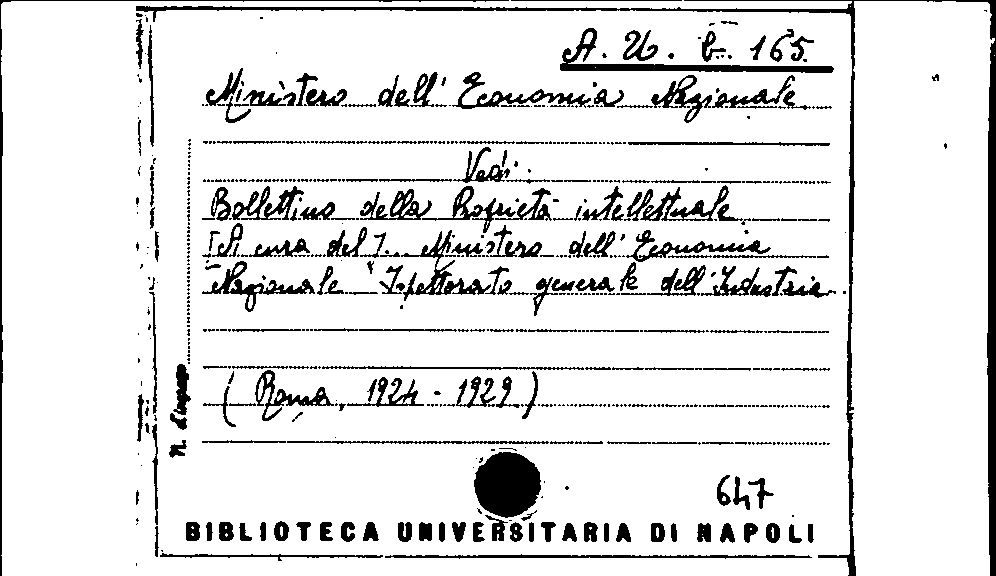 A. U. b. 165.
Ministero dell' Economia Nazionale.
Vedi:
Bollettino della Proprietà intellettuale.
[A cura del]... Ministero dell' Economia
Nazionale "Ispettorato generale dell'Industria
(Roma, 1924 - 1929)
N. d'ingresso
647
BIBLIOTECA UNIVERSITARIA DI NAPOLI